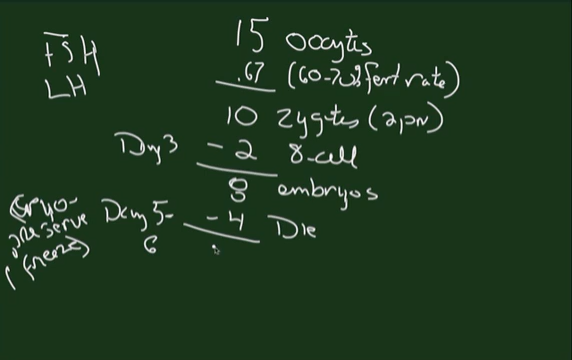 FSH
LH
15 oocytes
.67 (60-70% fert rate)
10 zygotes (2pn)
Day 3 - 2 8-cell
8 embryos
Cryo-
preserve
(freeze)
Day 5-
6
- 4 Die